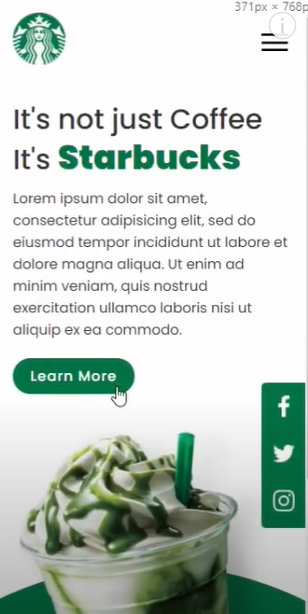 371px × 768p
It's not just Coffee
It's Starbucks
Lorem ipsum dolor sit amet,
consectetur adipisicing elit, sed do
eiusmod tempor incididunt ut labore et
dolore magna aliqua. Ut enim ad
minim veniam, quis nostrud
exercitation ullamco laboris nisi ut
aliquip ex ea commodo.
Learn More